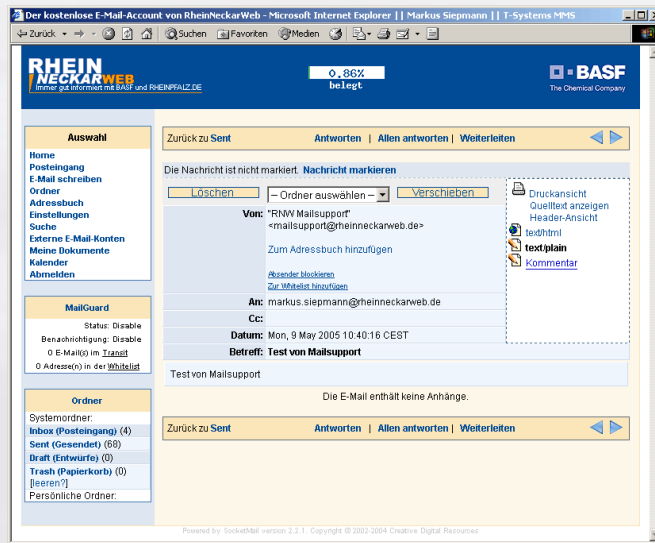 Der kostenlose E-Mail-Account von RheinNeckarWeb - Microsoft Internet Explorer || Markus Siepmann || T-Systems MMS
Zurück
Suchen Favoriten Medien
RHEIN
NECKARWEB
Immer gut informiert mit BASF und RHEINPFALZ.DE
0.86%
belegt
BASF
The Chemical Company
Auswahl
Home
Posteingang
E-Mail schreiben
Ordner
Adressbuch
Einstellungen
Suche
Externe E-Mail-Konten
Meine Dokumente
Kalender
Abmelden
MailGuard
Status: Disable
Benachrichtigung: Disable
0 E-Mail(s) im Transit
0 Adresse(n) in der Whitelist
Ordner
Systemordner:
Inbox (Posteingang) (4)
Sent (Gesendet) (68)
Draft (Entwürfe) (0)
Trash (Papierkorb) (0)
[leeren?]
Persönliche Ordner:
Zurück zu Sent Antworten | Allen antworten | Weiterleiten
Die Nachricht ist nicht markiert. Nachricht markieren
Löschen – Ordner auswählen – Verschieben
Von: "RNW Mailsupport"
<mailsupport@rheinneckarweb.de>
Zum Adressbuch hinzufügen
Absender blockieren
Zur Whitelist hinzufügen
An: markus.siepmann@rheinneckarweb.de
Cc:
Datum: Mon, 9 May 2005 10:40:16 CEST
Betreff: Test von Mailsupport
Druckansicht
Quelltext anzeigen
Header-Ansicht
text/html
text/plain
Kommentar
Test von Mailsupport
Die E-Mail enthält keine Anhänge.
Zurück zu Sent Antworten | Allen antworten | Weiterleiten
Powered by SocketMail version 2.2.1. Copyright © 2002-2004 Creative Digital Resources